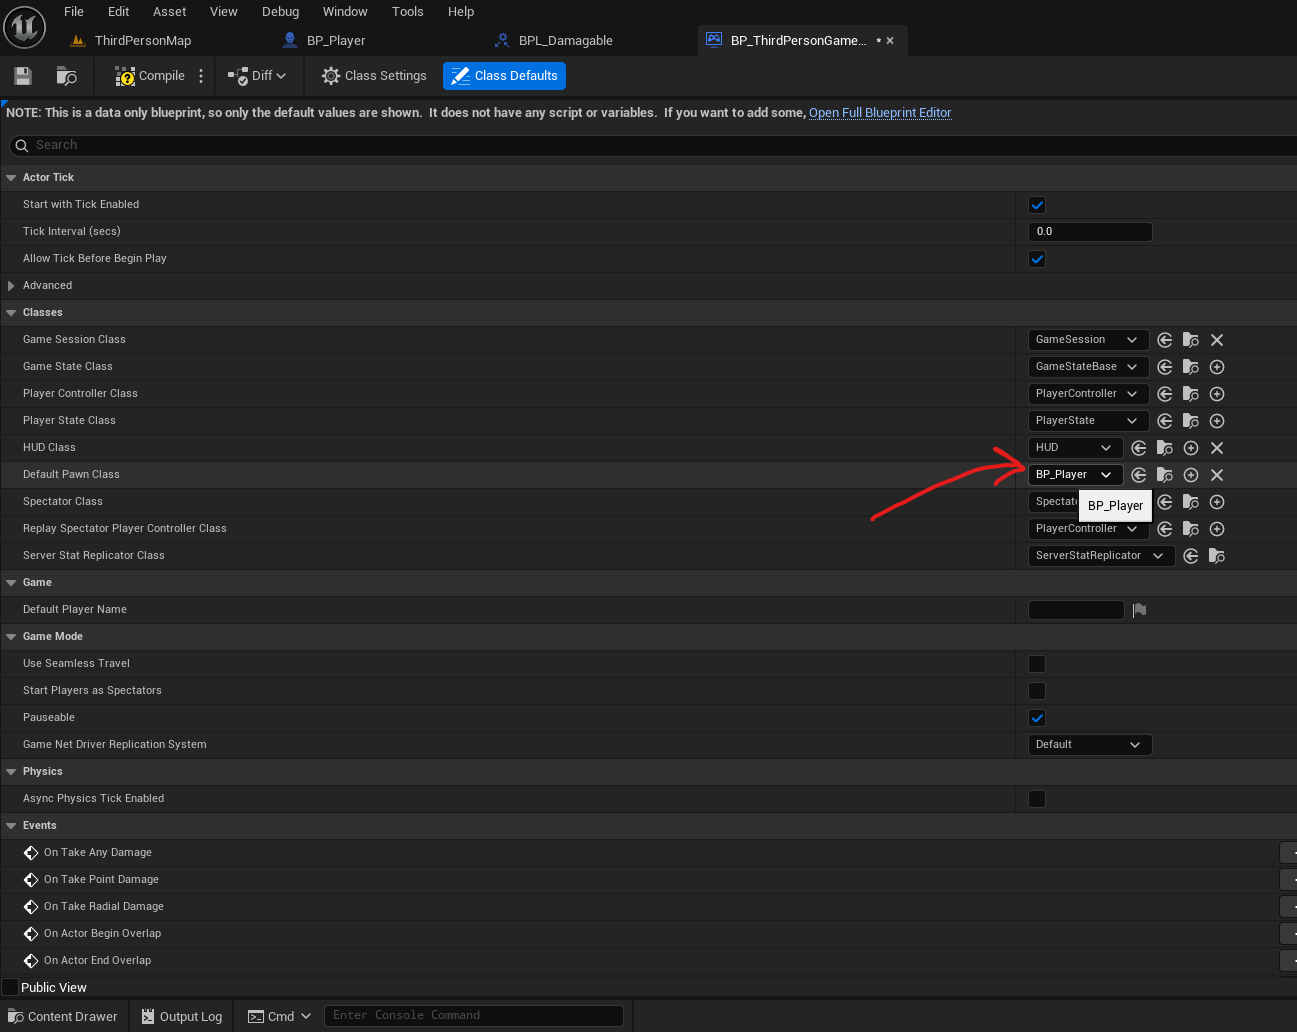 File Edit Asset View Debug Window Tools Help
ThirdPersonMap BP_Player BPL_Damagable BP_ThirdPersonGame... *
Compile Diff Class Settings Class Defaults
NOTE: This is a data only blueprint, so only the default values are shown. It does not have any script or variables. If you want to add some, Open Full Blueprint Editor
Search
Actor Tick
Start with Tick Enabled
Tick Interval (secs) 0.0
Allow Tick Before Begin Play
Advanced
Classes
Game Session Class GameSession
Game State Class GameStateBase
Player Controller Class PlayerController
Player State Class PlayerState
HUD Class HUD
Default Pawn Class BP_Player
Spectator Class
BP_Player
Replay Spectator Player Controller Class PlayerController
Server Stat Replicator Class ServerStatReplicator
Game
Default Player Name
Game Mode
Use Seamless Travel
Start Players as Spectators
Pauseable
Game Net Driver Replication System Default
Physics
Async Physics Tick Enabled
Events
On Take Any Damage
On Take Point Damage
On Take Radial Damage
On Actor Begin Overlap
On Actor End Overlap
Public View
Content Drawer Output Log Cmd Enter Console Command